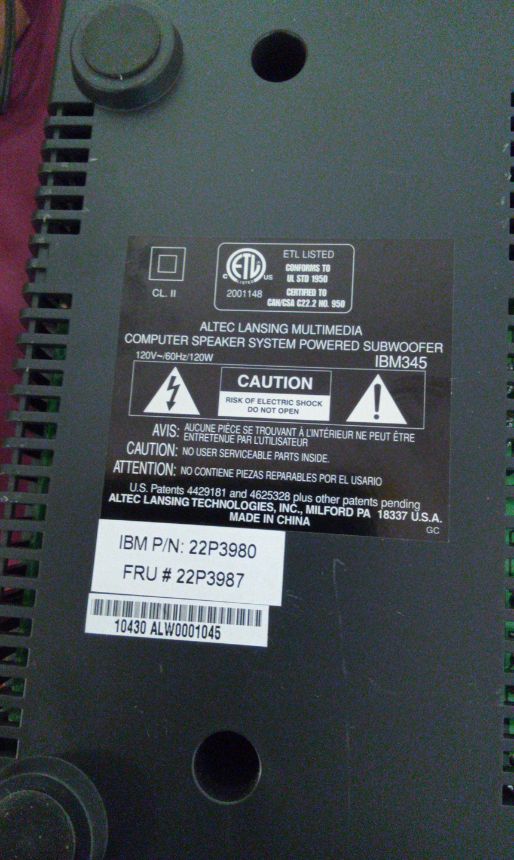 CL. II
ETL
C US
LISTED
2001148
ETL LISTED
CONFORMS TO
UL STD 1950
CERTIFIED TO
CAN/CSA C22.2 NO. 950
ALTEC LANSING MULTIMEDIA
COMPUTER SPEAKER SYSTEM POWERED SUBWOOFER
120V~/60Hz/120W
IBM345
CAUTION
RISK OF ELECTRIC SHOCK
DO NOT OPEN
AVIS: AUCUNE PIÈCE SE TROUVANT À L'INTÉRIEUR NE PEUT ÊTRE
ENTRETENUE PAR L'UTILISATEUR
CAUTION: NO USER SERVICEABLE PARTS INSIDE.
ATTENTION: NO CONTIENE PIEZAS REPARABLES POR EL USARIO
U.S. Patents 4429181 and 4625328 plus other patents pending
ALTEC LANSING TECHNOLOGIES, INC., MILFORD PA 18337 U.S.A.
MADE IN CHINA
GC
IBM P/N: 22P3980
FRU # 22P3987
10430 ALW0001045